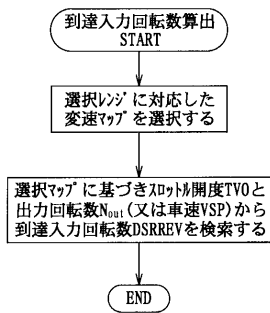 到達入力回転数算出
START
選択ﾚﾝｼﾞに対応した
変速マップを選択する
選択マップに基づきｽﾛｯﾄﾙ開度TVOと
出力回転数Nout(又は車速VSP)から
到達入力回転数DSRREVを検索する
END